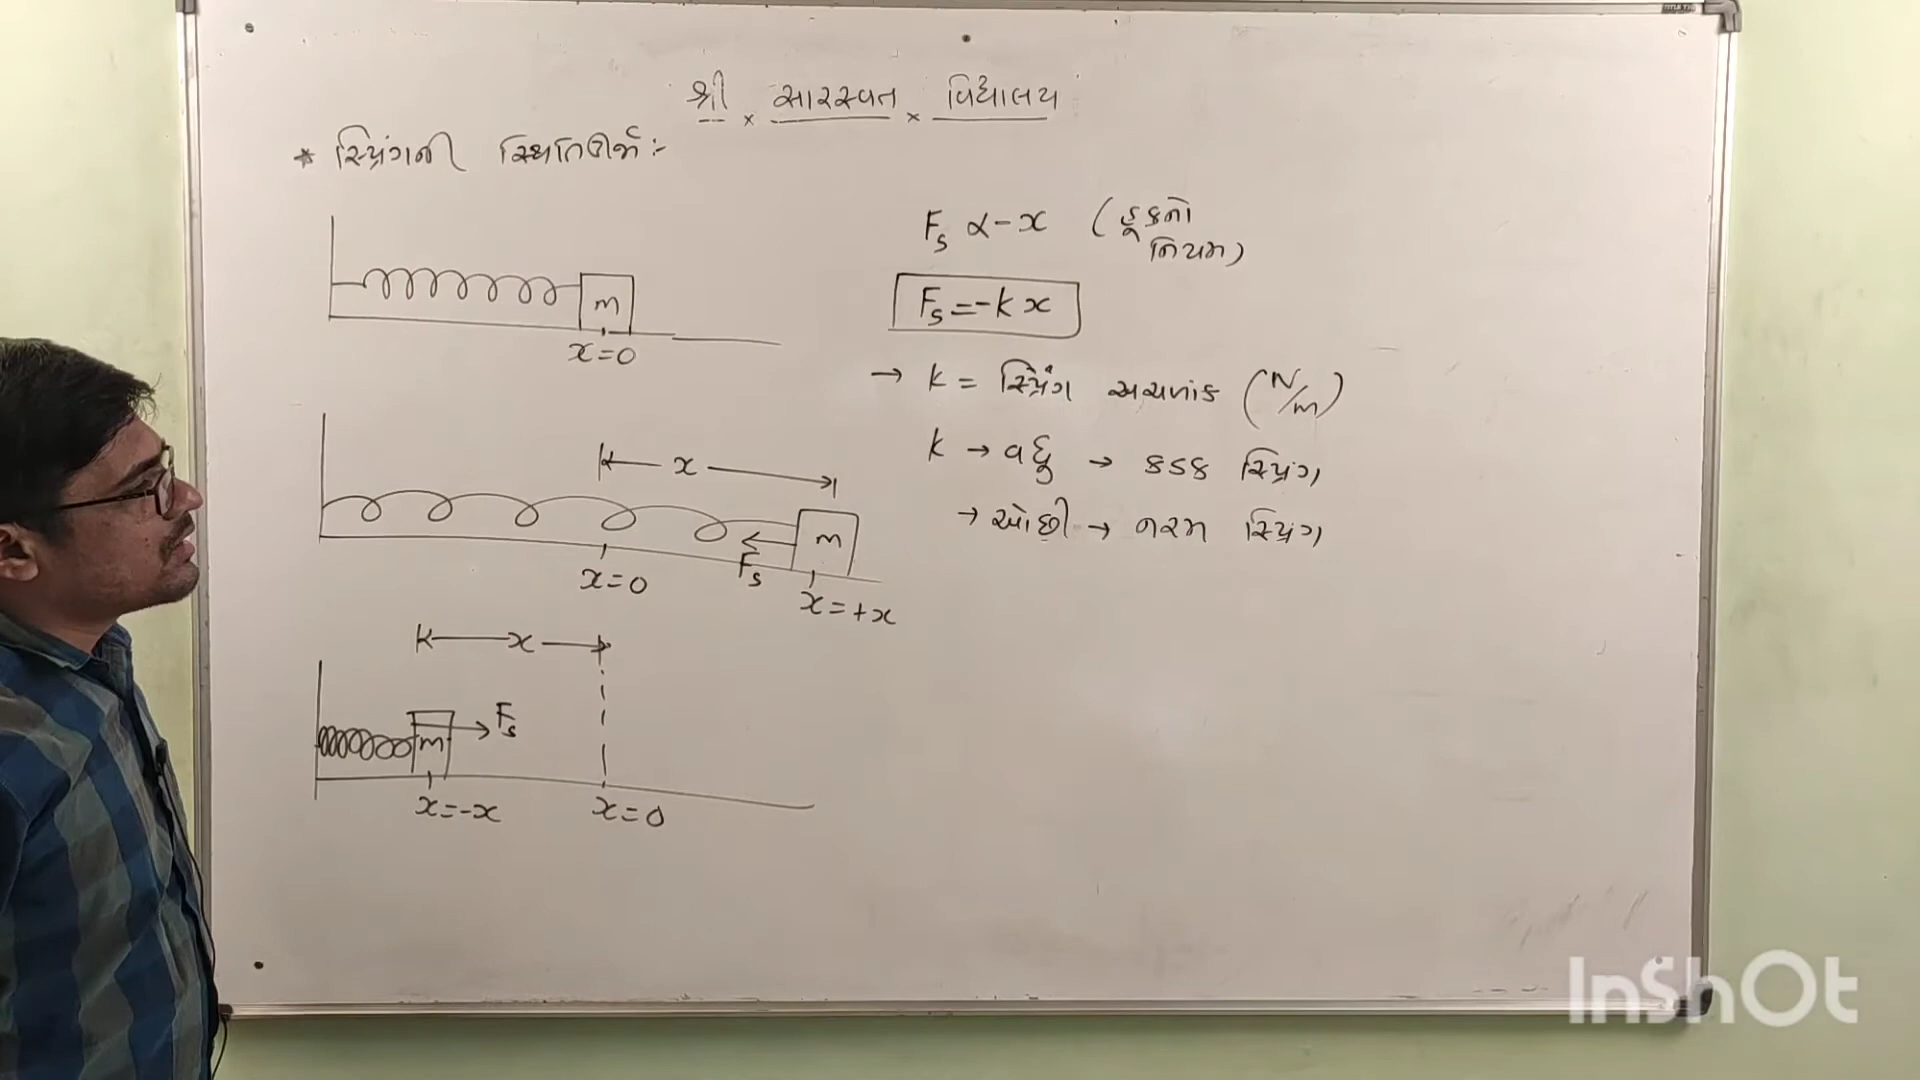 શ્રી × સારસ્વત × વિદ્યાલય
* સ્પ્રિંગની સ્થિતિઊર્જા :-
m
x=0
x
m
Fs
x=0
x=+x
x
m
Fs
x=-x
x=0
Fs α -x (હૂકનો
નિયમ)
Fs = -kx
→ k = સ્પ્રિંગ અચળાંક (N/m)
k → વધુ → કડક સ્પ્રિંગ
→ ઓછી → નરમ સ્પ્રિંગ
InShOt